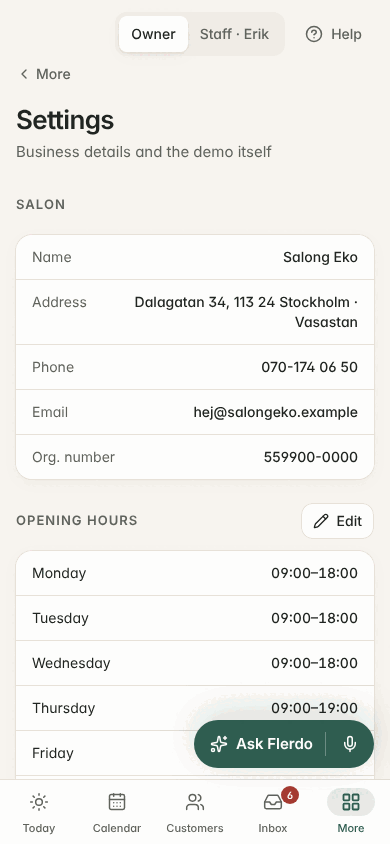 Owner
Staff · Erik
Help
More
Settings
Business details and the demo itself
SALON
Name
Salong Eko
Address
Dalagatan 34, 113 24 Stockholm ·
Vasastan
Phone
070-174 06 50
Email
hej@salongeko.example
Org. number
559900-0000
OPENING HOURS
Edit
Monday
09:00–18:00
Tuesday
09:00–18:00
Wednesday
09:00–18:00
Thursday
09:00–19:00
Friday
Ask Flerdo
Today
Calendar
Customers
6
Inbox
More